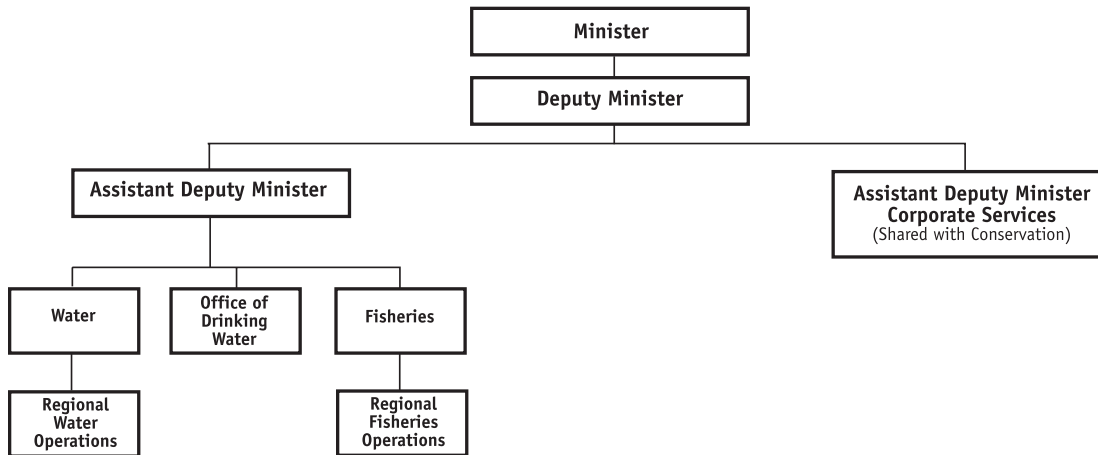 Minister
Deputy Minister
Assistant Deputy Minister
Assistant Deputy Minister
Corporate Services
(Shared with Conservation)
Water
Office of
Drinking
Water
Fisheries
Regional
Water
Operations
Regional
Fisheries
Operations